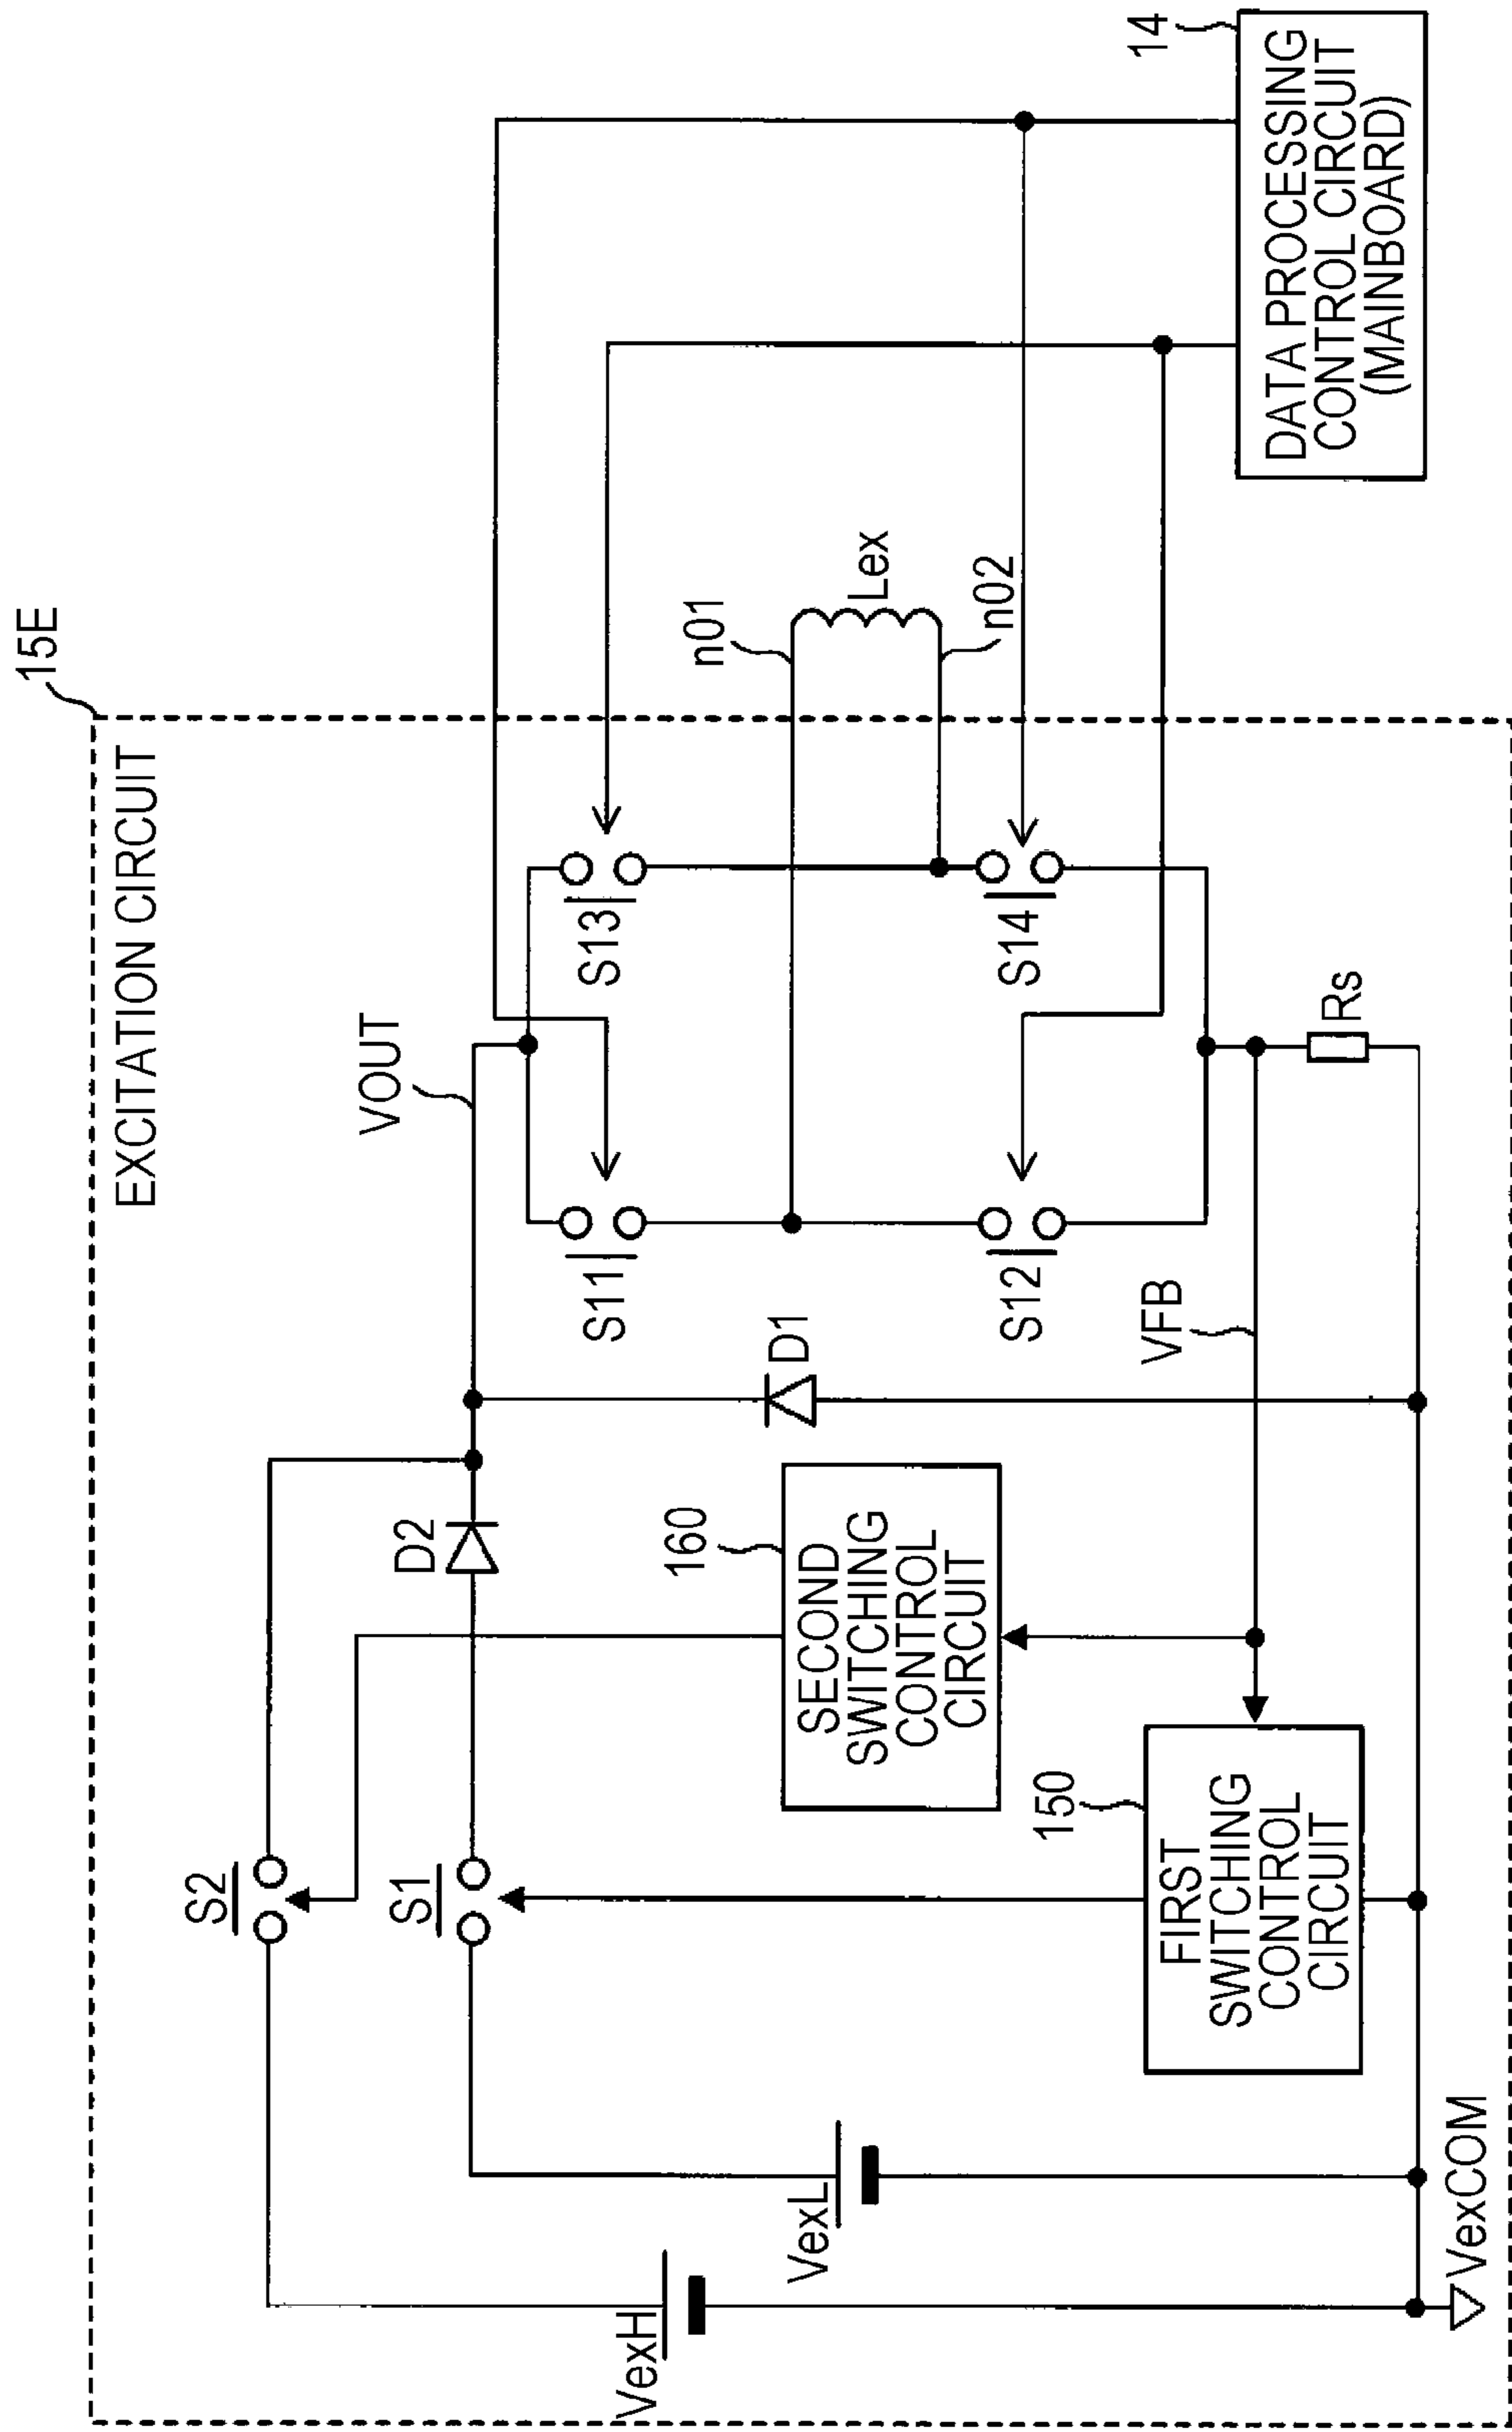 15E
EXCITATION CIRCUIT
S2
S1
D2
VOUT
VexH
VexL
VexCOM
150
FIRST
SWITCHING
CONTROL
CIRCUIT
160
SECOND
SWITCHING
CONTROL
CIRCUIT
D1
VFB
S11
S12
S13
S14
Rs
n01
Lex
n02
14
DATA PROCESSING
CONTROL CIRCUIT
(MAINBOARD)